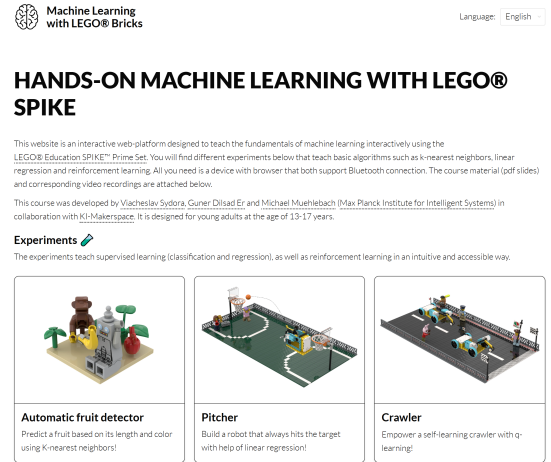 Machine Learning
with LEGO® Bricks
Language: English
HANDS-ON MACHINE LEARNING WITH LEGO®
SPIKE
This website is an interactive web-platform designed to teach the fundamentals of machine learning interactively using the
LEGO® Education SPIKE™ Prime Set. You will find different experiments below that teach basic algorithms such as k-nearest neighbors, linear
regression and reinforcement learning. All you need is a device with browser that both support Bluetooth connection. The course material (pdf slides)
and corresponding video recordings are attached below.
This course was developed by Viacheslav Sydora, Guner Dilsad Er and Michael Muehlebach (Max Planck Institute for Intelligent Systems) in
collaboration with KI-Makerspace. It is designed for young adults at the age of 13-17 years.
Experiments
The experiments teach supervised learning (classification and regression), as well as reinforcement learning in an intuitive and accessible way.
Automatic fruit detector
Predict a fruit based on its length and color
using K-nearest neighbors!
Pitcher
Build a robot that always hits the target
with help of linear regression!
Crawler
Empower a self-learning crawler with q-
learning!